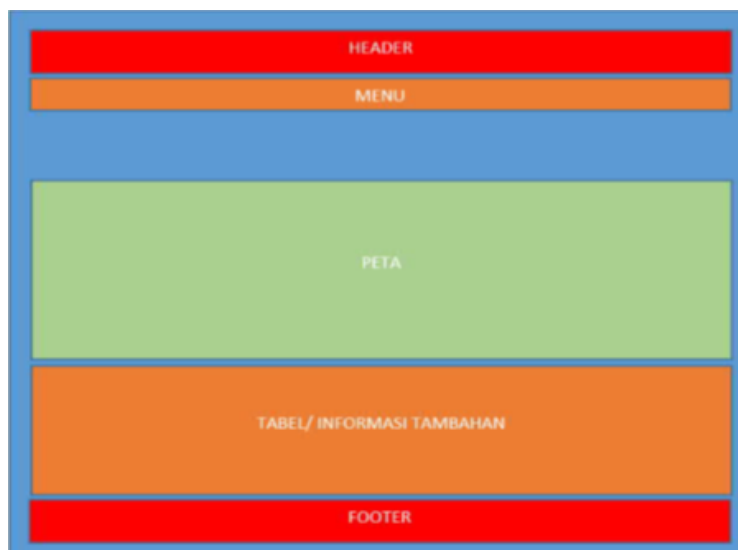 HEADER
MENU
PETA
TABEL/ INFORMASI TAMBAHAN
FOOTER